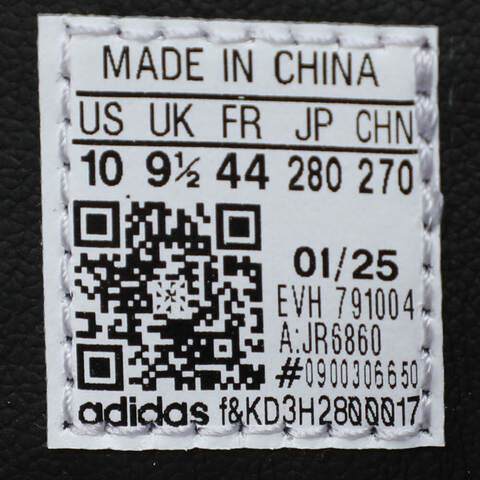 MADE IN CHINA
US UK FR JP CHN
10 9½ 44 280 270
01/25
EVH 791004
A:JR6860
#0900306650
adidas f&KD3H2800017